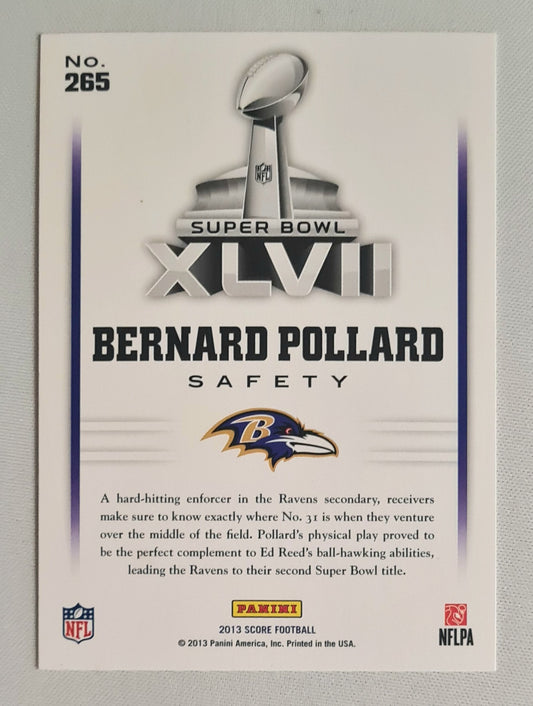 No.
265
NFL
SUPER BOWL
XLVII
BERNARD POLLARD
SAFETY
B
A hard-hitting enforcer in the Ravens secondary, receivers
make sure to know exactly where No. 31 is when they venture
over the middle of the field. Pollard's physical play proved to
be the perfect complement to Ed Reed's ball-hawking abilities,
leading the Ravens to their second Super Bowl title.
PANINI
2013 SCORE FOOTBALL
© 2013 Panini America, Inc. Printed in the USA.
NFL
NFLPA